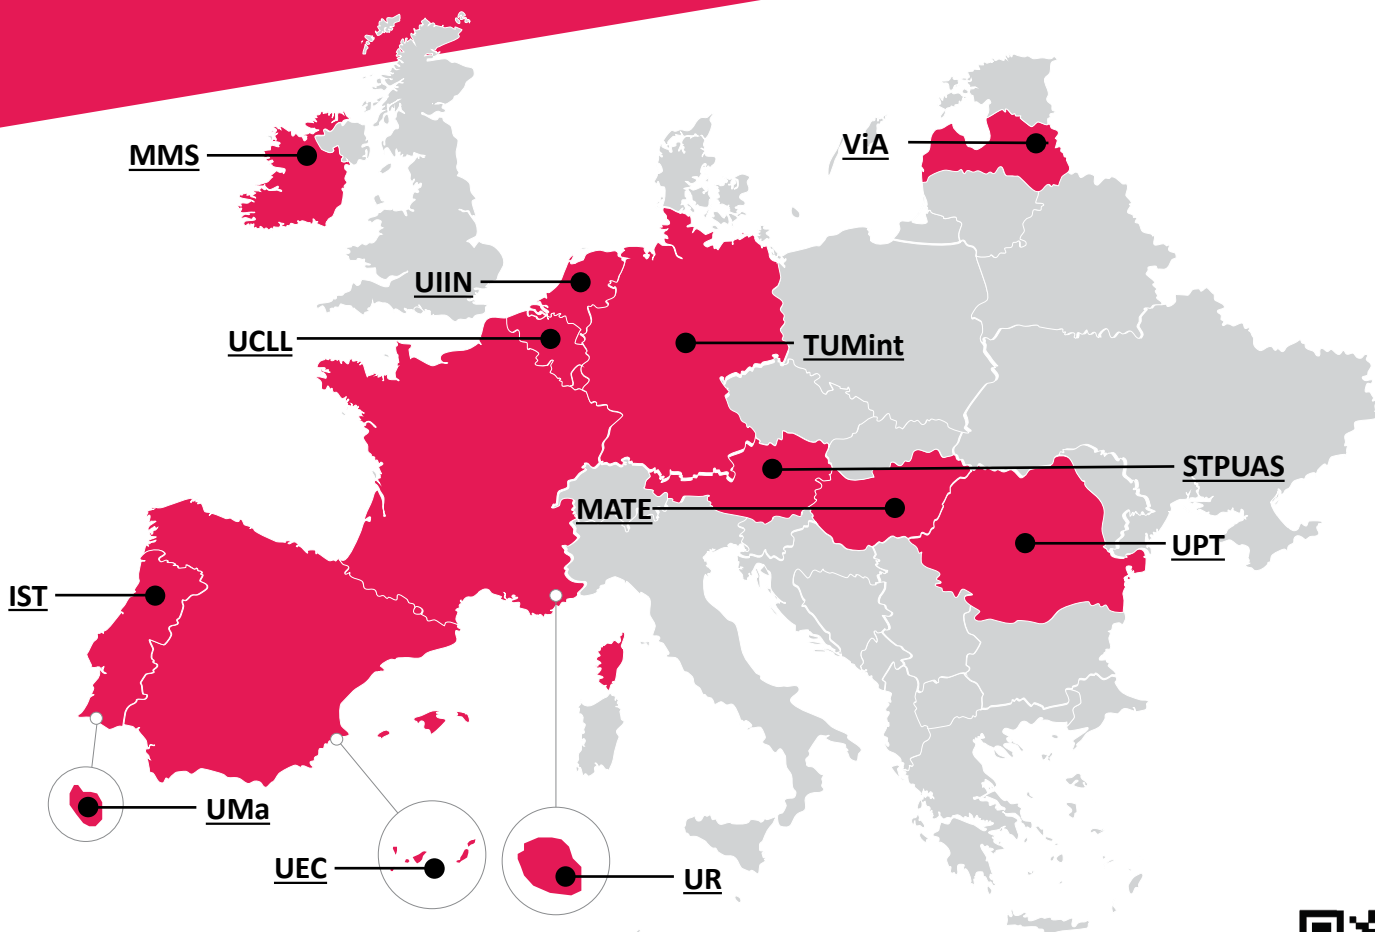 MMS
ViA
UIIN
UCLL
TUMint
STPUAS
MATE
UPT
IST
UMa
UEC
UR